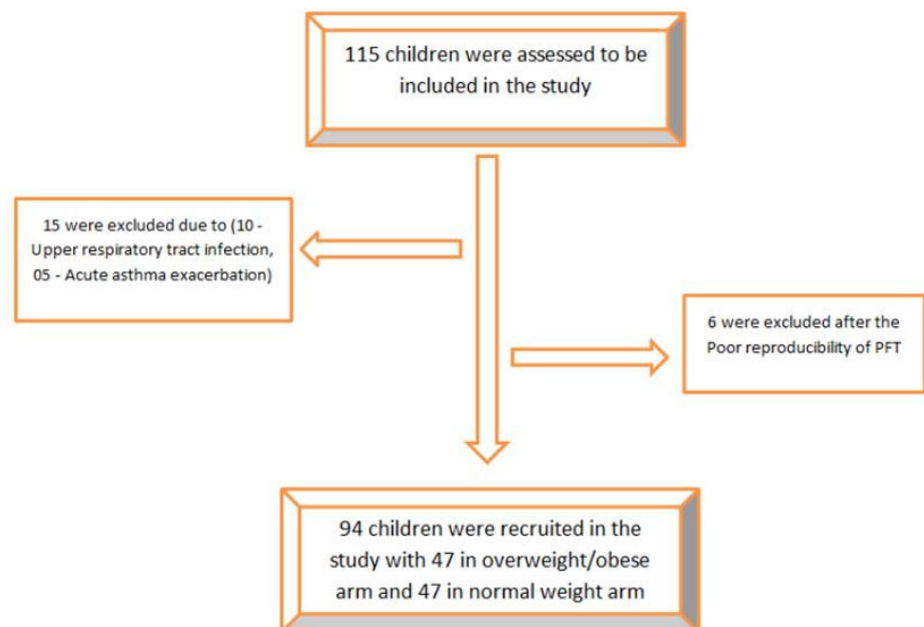 115 children were assessed to be
included in the study
15 were excluded due to (10 -
Upper respiratory tract infection,
05 - Acute asthma exacerbation)
6 were excluded after the
Poor reproducibility of PFT
94 children were recruited in the
study with 47 in overweight/obese
arm and 47 in normal weight arm